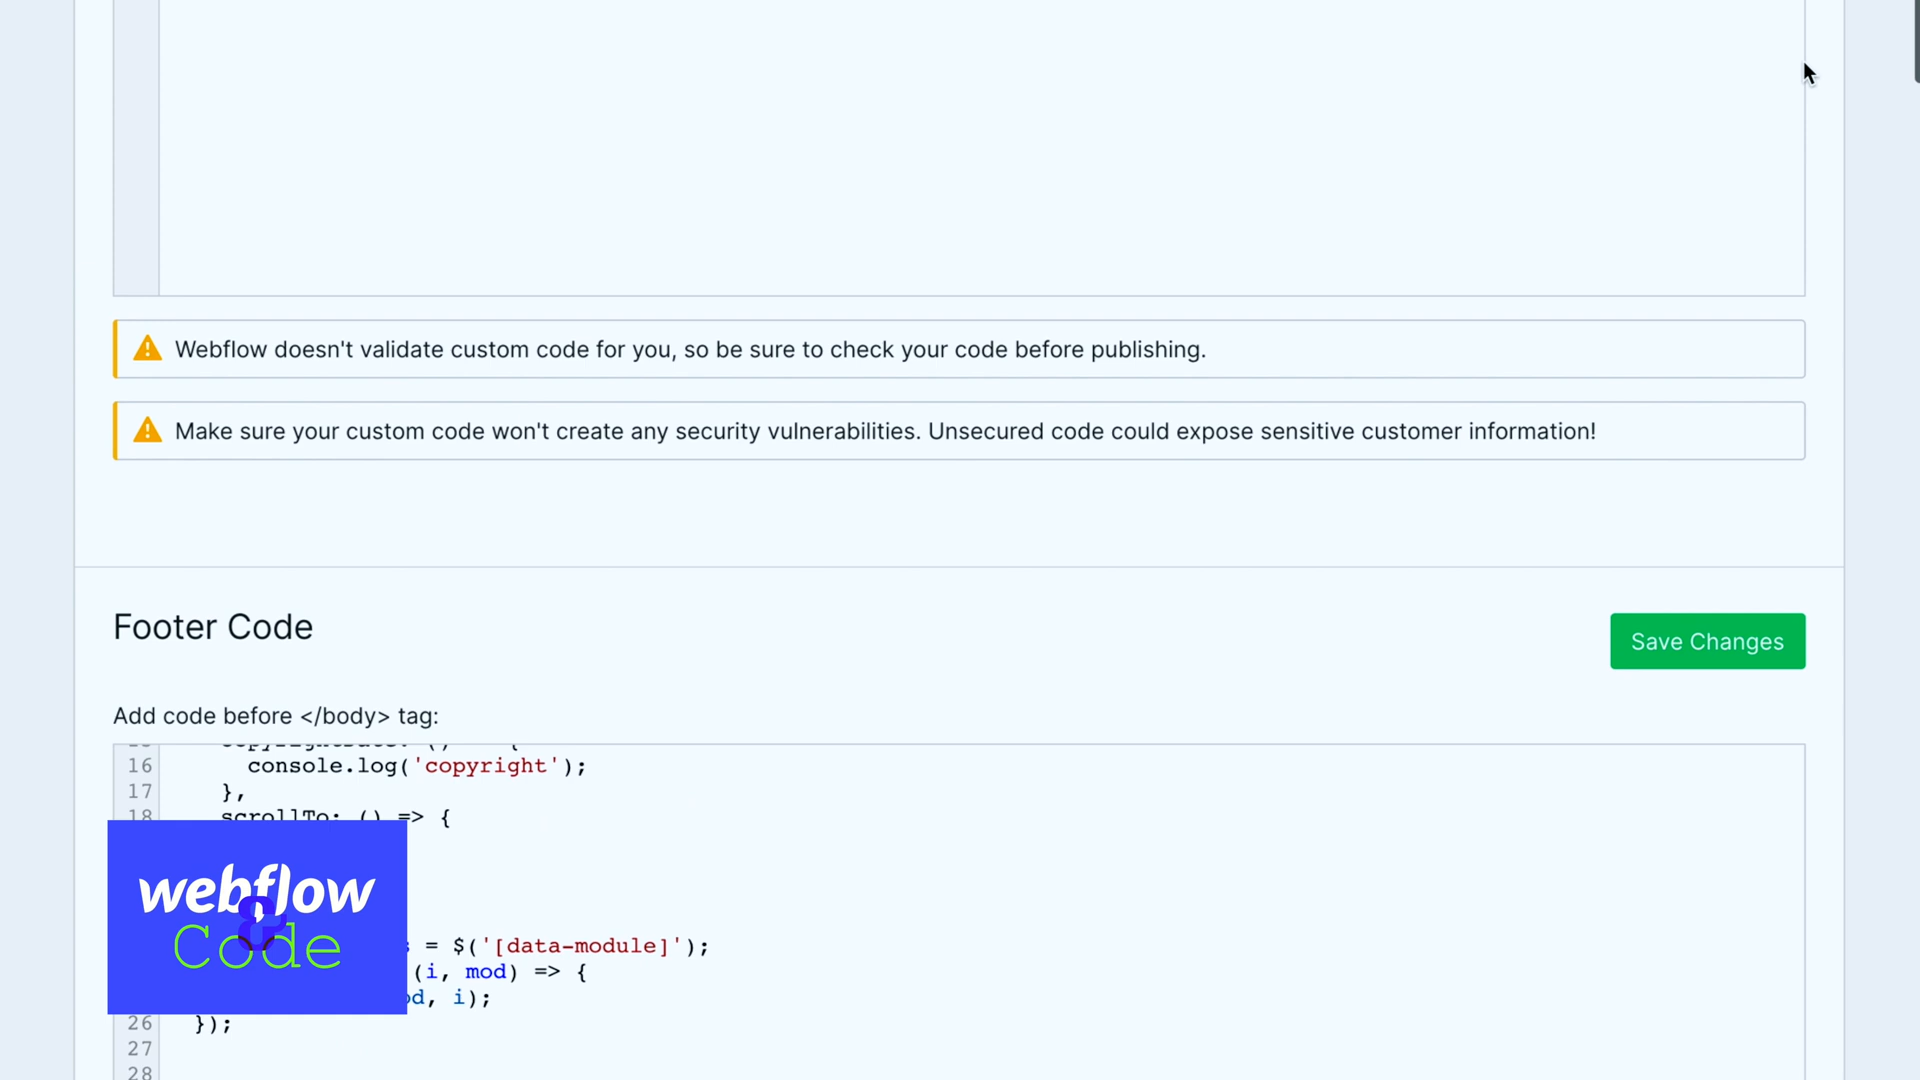 Webflow doesn't validate custom code for you, so be sure to check your code before publishing.
Make sure your custom code won't create any security vulnerabilities. Unsecured code could expose sensitive customer information!
Footer Code
Save Changes
Add code before </body> tag:
16 console.log('copyright');
17 },
18 scrollTo: () => {
webflow
&
Code
= $('[data-module]');
(i, mod) => {
, i);
26 });
27
28